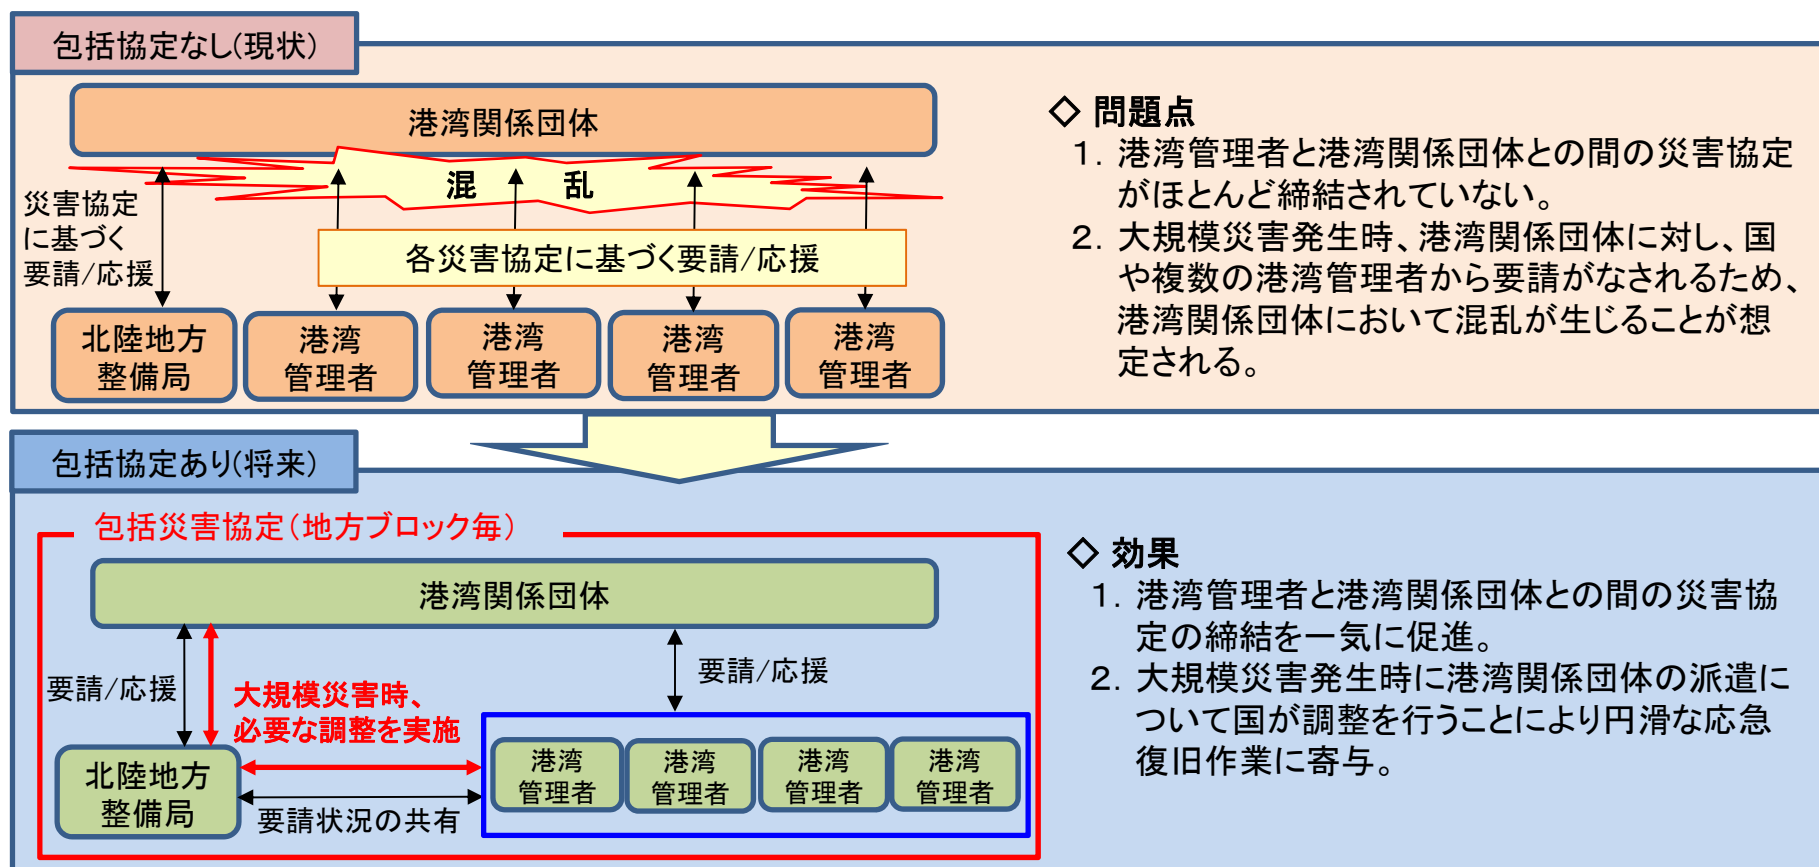 包括協定なし(現状)
港湾関係団体
混 乱
災害協定
に基づく
要請/応援
各災害協定に基づく要請/応援
北陸地方
整備局
港湾
管理者
港湾
管理者
港湾
管理者
港湾
管理者
◇ 問題点
1. 港湾管理者と港湾関係団体との間の災害協定
がほとんど締結されていない。
2. 大規模災害発生時、港湾関係団体に対し、国
や複数の港湾管理者から要請がなされるため、
港湾関係団体において混乱が生じることが想
定される。
包括協定あり(将来)
包括災害協定(地方ブロック毎)
港湾関係団体
要請/応援
大規模災害時、
必要な調整を実施
要請/応援
北陸地方
整備局
要請状況の共有
港湾
管理者
港湾
管理者
港湾
管理者
港湾
管理者
◇ 効果
1. 港湾管理者と港湾関係団体との間の災害協
定の締結を一気に促進。
2. 大規模災害発生時に港湾関係団体の派遣に
ついて国が調整を行うことにより円滑な応急
復旧作業に寄与。